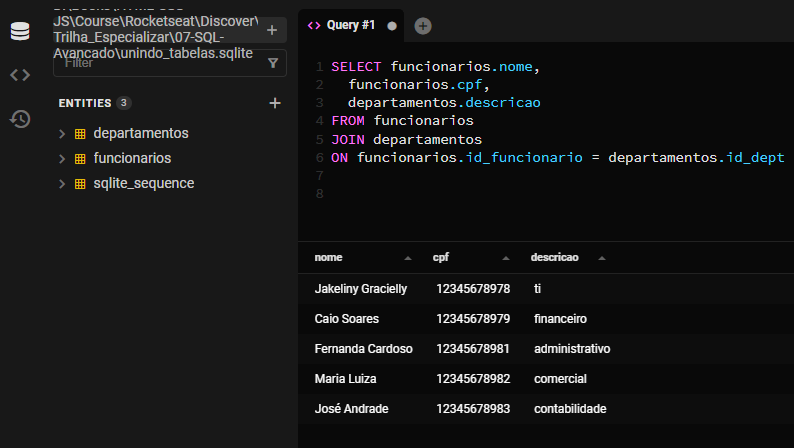 JS\Course\Rocketseat\Discover\
Trilha_Especializar\07-SQL-
Avançado\unindo_tabelas.sqlite
Filter
ENTITIES 3
departamentos
funcionarios
sqlite_sequence
Query #1
1 SELECT funcionarios.nome,
2 funcionarios.cpf,
3 departamentos.descricao
4 FROM funcionarios
5 JOIN departamentos
6 ON funcionarios.id_funcionario = departamentos.id_dept
7
8
nome cpf descricao
Jakeliny Gracielly 12345678978 ti
Caio Soares 12345678979 financeiro
Fernanda Cardoso 12345678981 administrativo
Maria Luiza 12345678982 comercial
José Andrade 12345678983 contabilidade